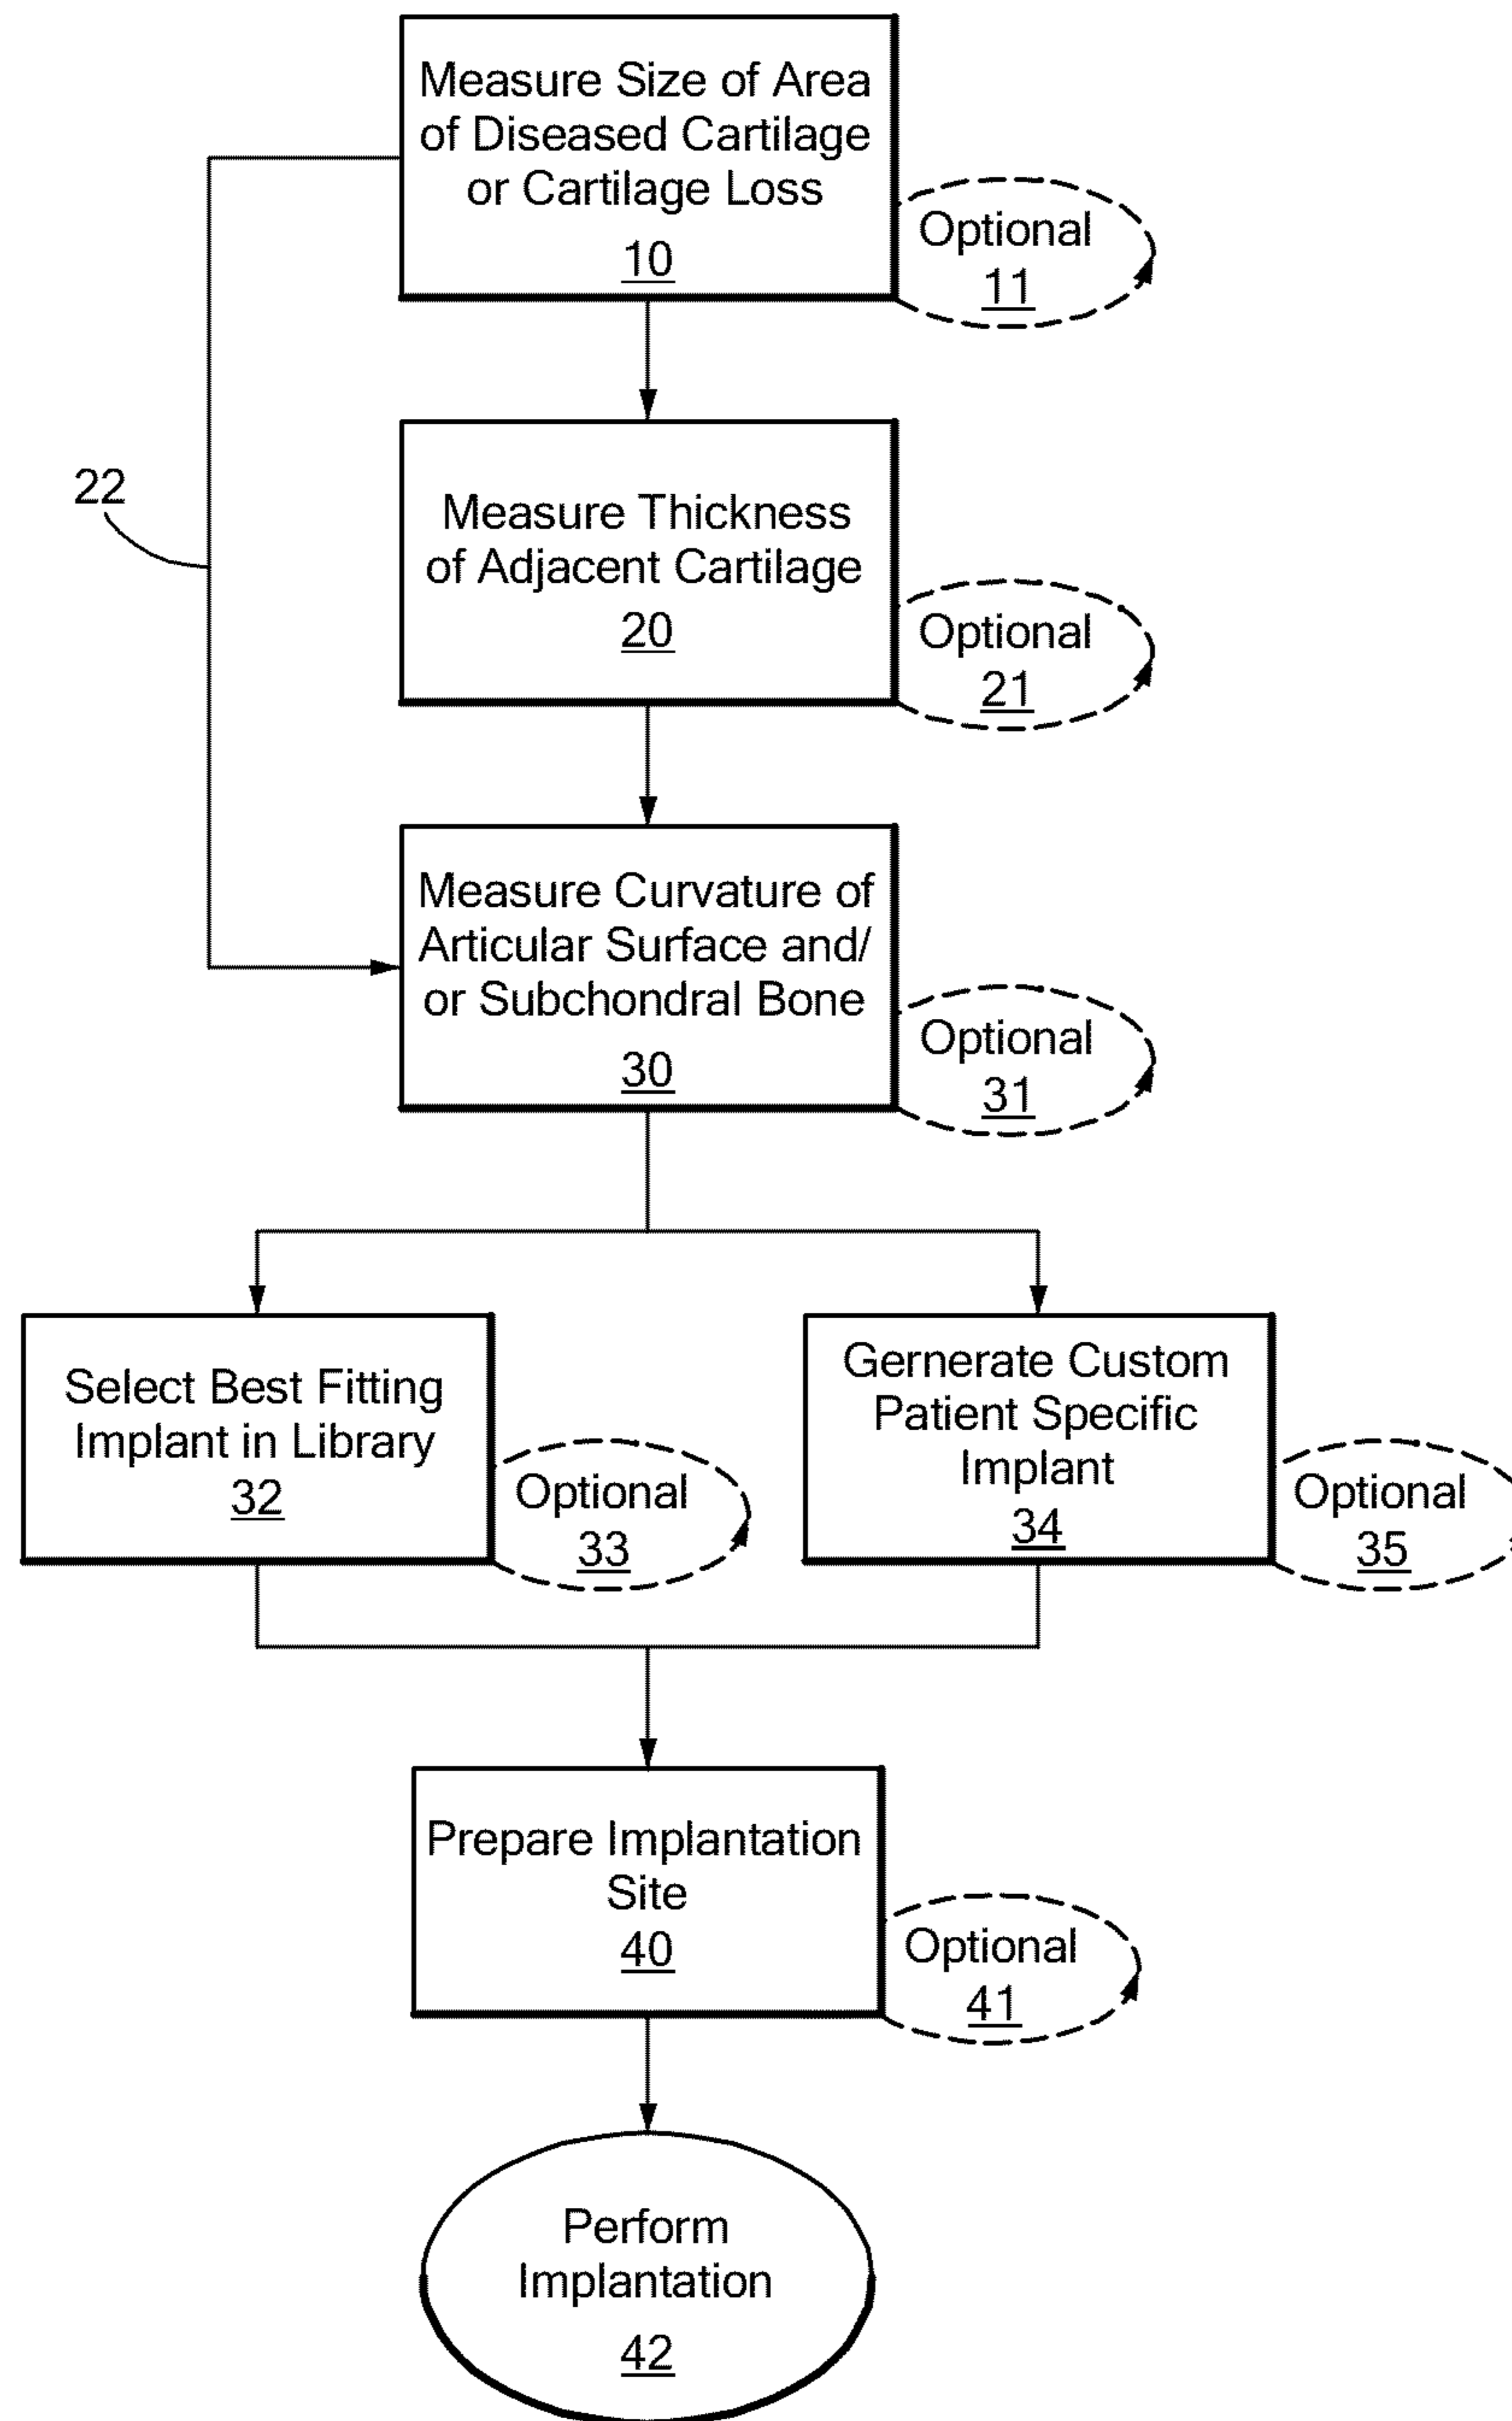 Measure Size of Area
of Diseased Cartilage
or Cartilage Loss
10
Optional
11
22
Measure Thickness
of Adjacent Cartilage
20
Optional
21
Measure Curvature of
Articular Surface and/
or Subchondral Bone
30
Optional
31
Select Best Fitting
Implant in Library
32
Optional
33
Gernerate Custom
Patient Specific
Implant
34
Optional
35
Prepare Implantation
Site
40
Optional
41
Perform
Implantation
42